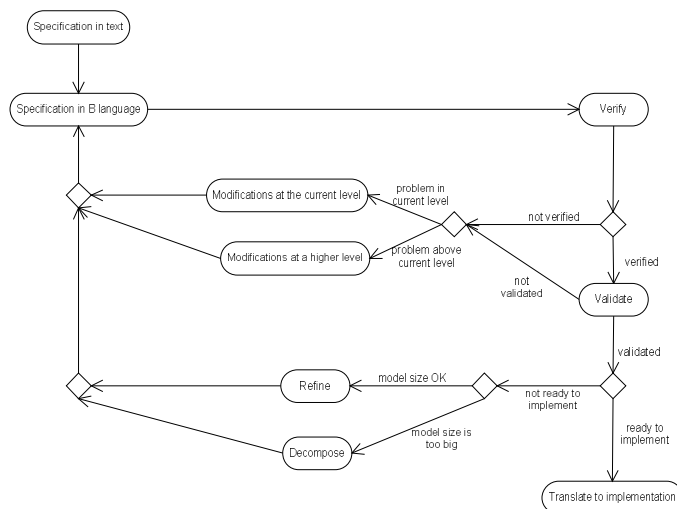 Specification in text
Specification in B language
Verify
Modifications at the current level
problem in
current level
not verified
Modifications at a higher level
problem above
current level
verified
not
validated
Validate
validated
Refine
model size OK
not ready to
implement
model size is
too big
ready to
implement
Decompose
Translate to implementation